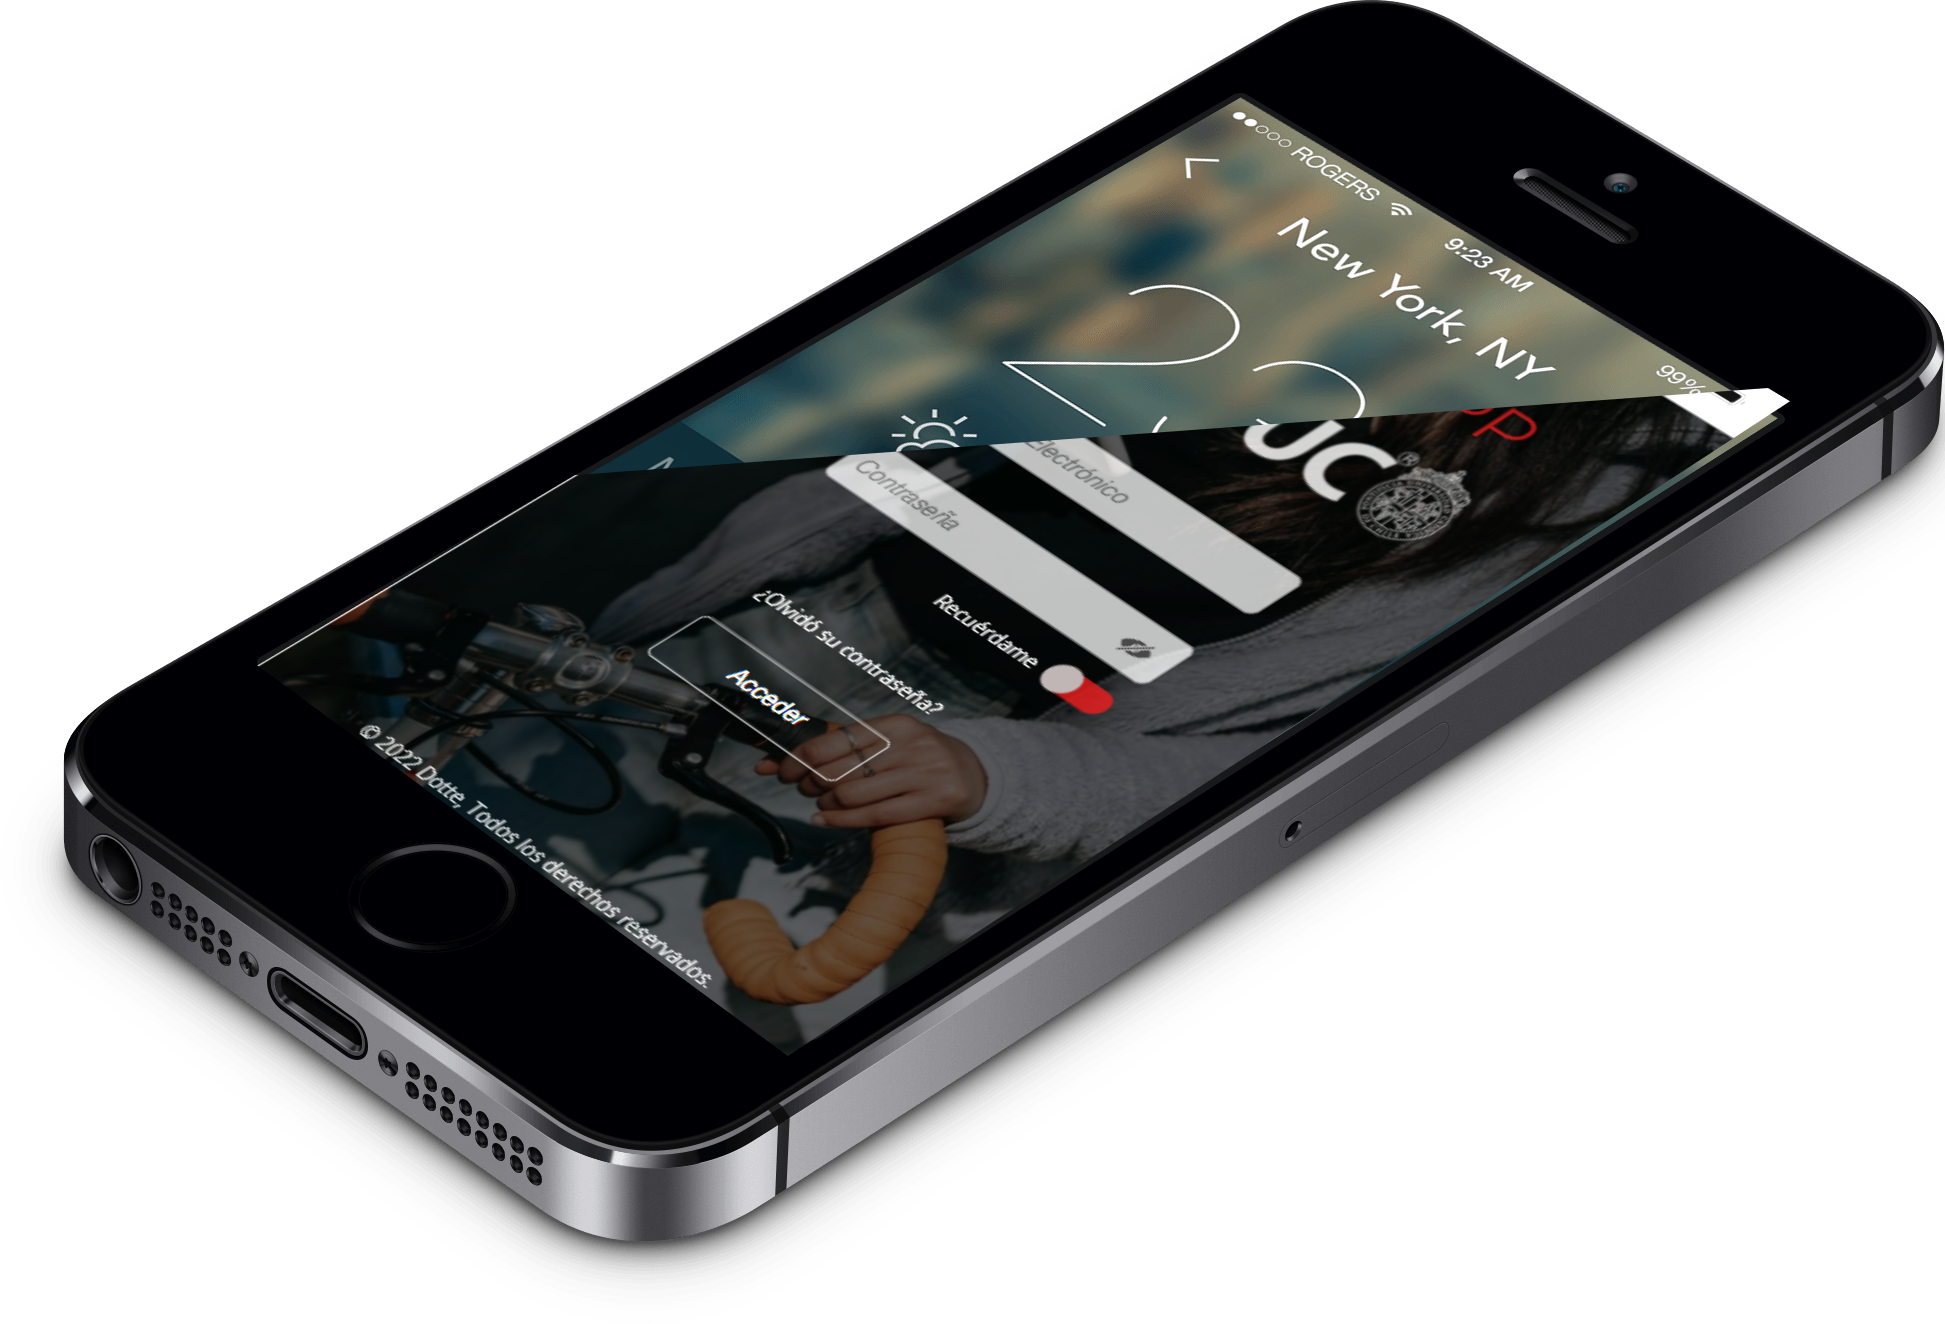 ROGERS
9:23 AM
99%
New York, NY
UC
®
Electrónico
Contraseña
Recuérdame
¿Olvidó su contraseña?
Acceder
© 2022 Dotte, Todos los derechos reservados.